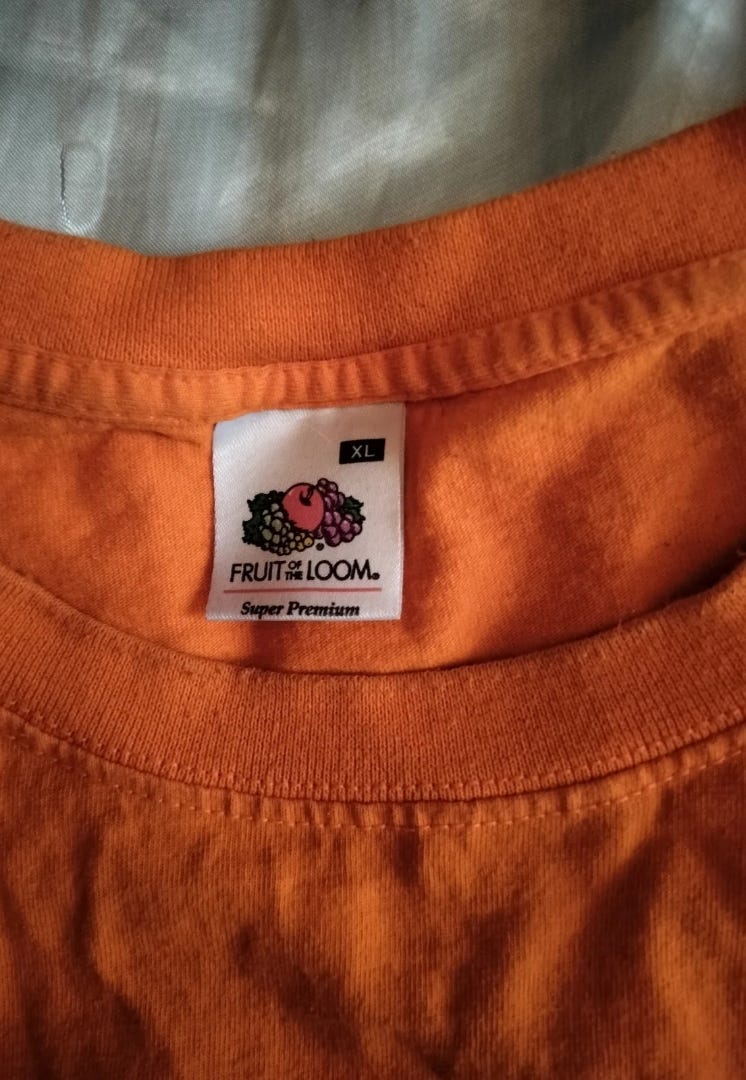 XL
FRUIT OF THE LOOM®
Super Premium